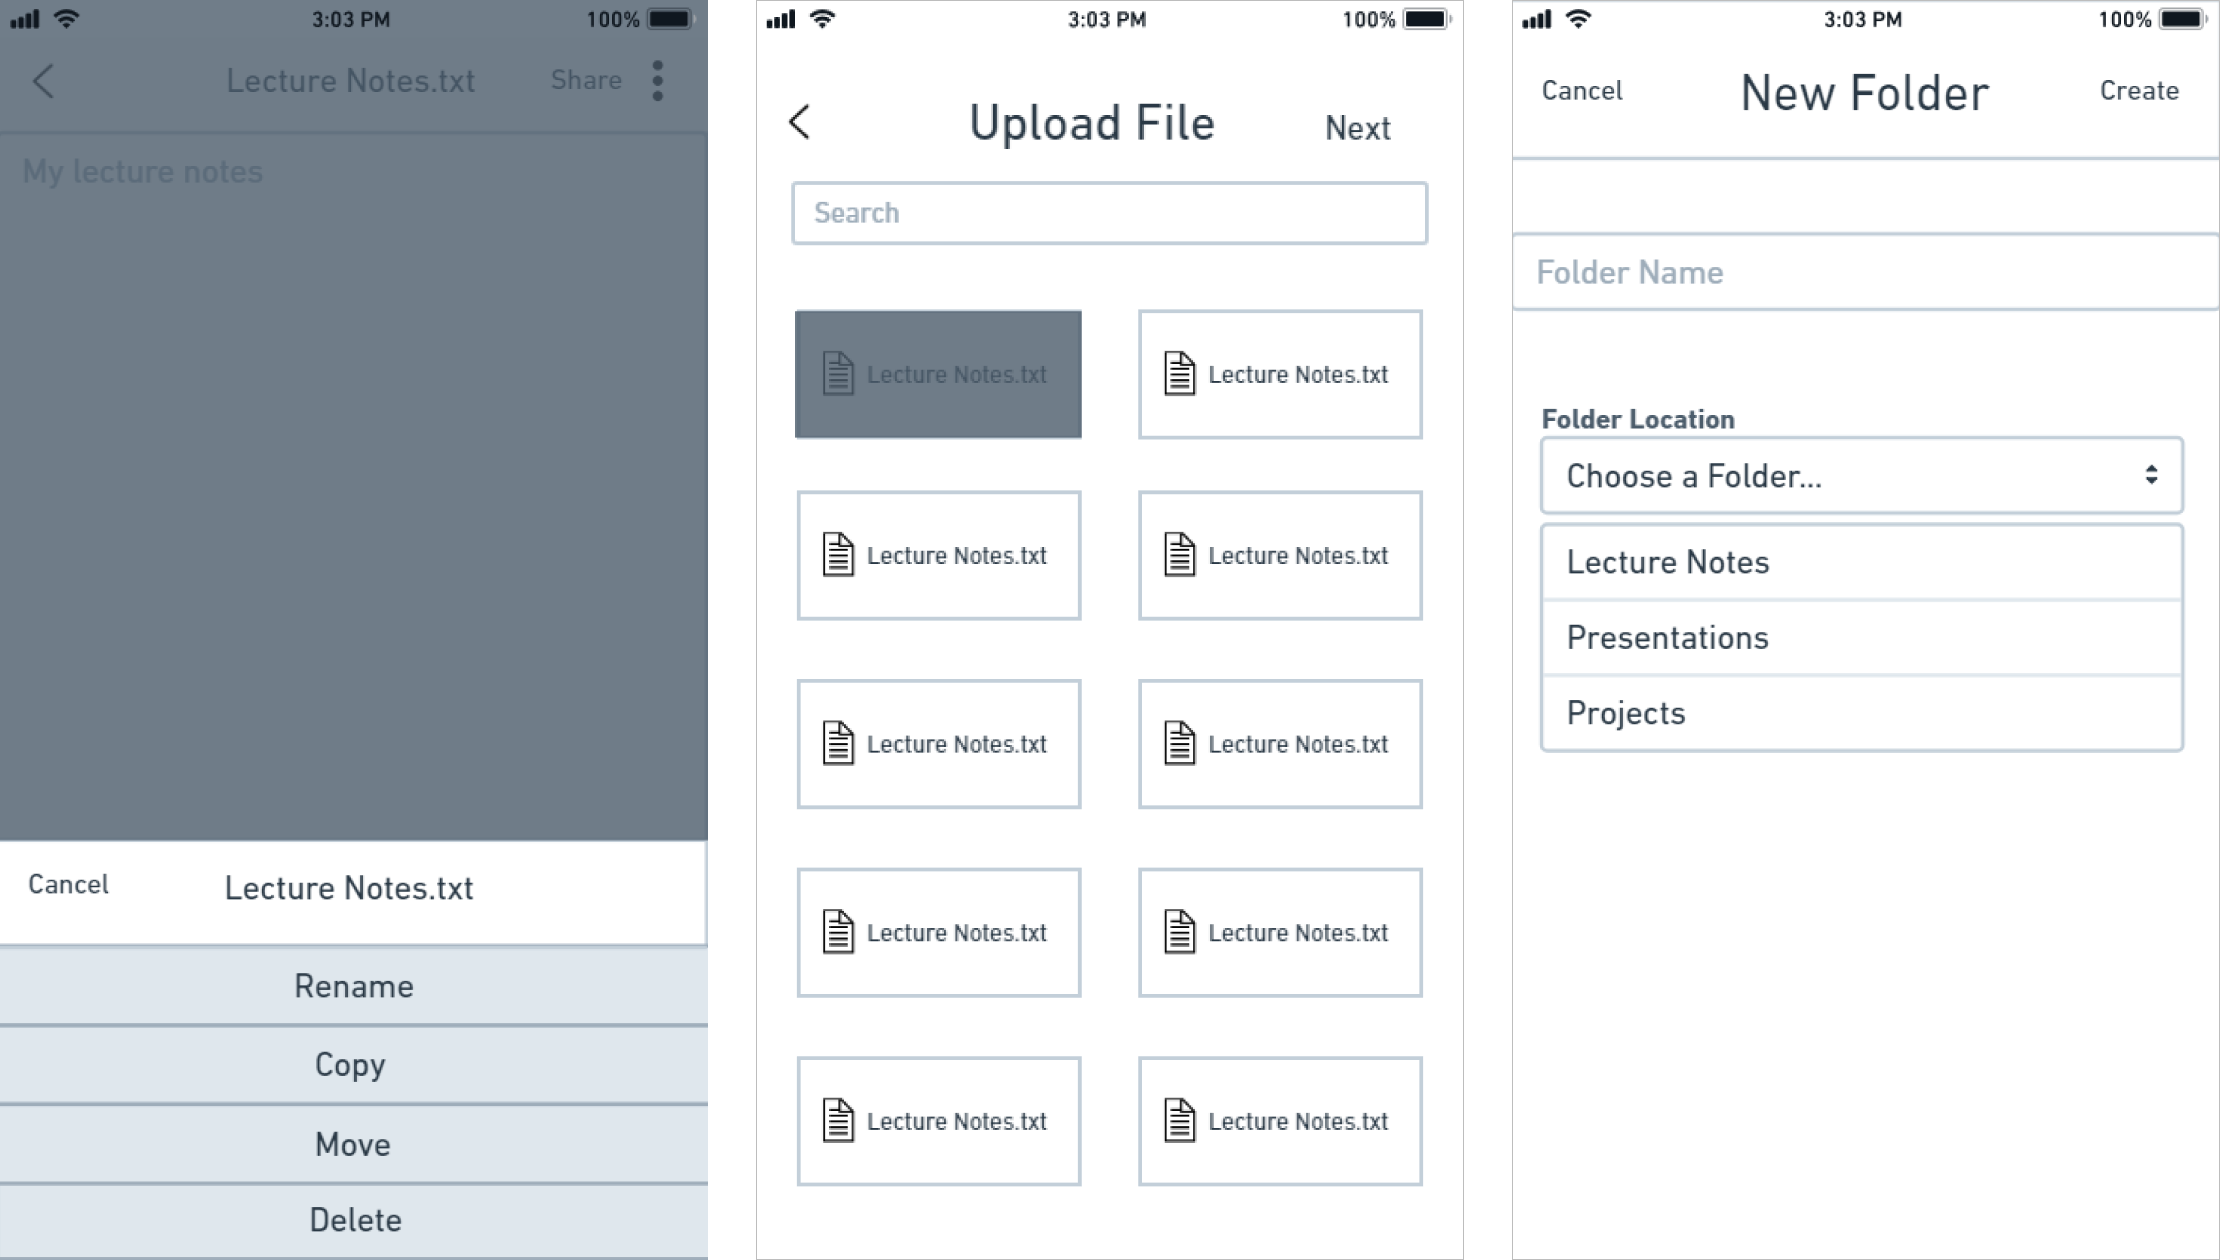 3:03 PM 100%
Lecture Notes.txt Share
My lecture notes
Cancel Lecture Notes.txt
Rename
Copy
Move
Delete
3:03 PM 100%
Upload File Next
Search
Lecture Notes.txt Lecture Notes.txt
Lecture Notes.txt Lecture Notes.txt
Lecture Notes.txt Lecture Notes.txt
Lecture Notes.txt Lecture Notes.txt
Lecture Notes.txt Lecture Notes.txt
3:03 PM 100%
Cancel New Folder Create
Folder Name
Folder Location
Choose a Folder...
Lecture Notes
Presentations
Projects